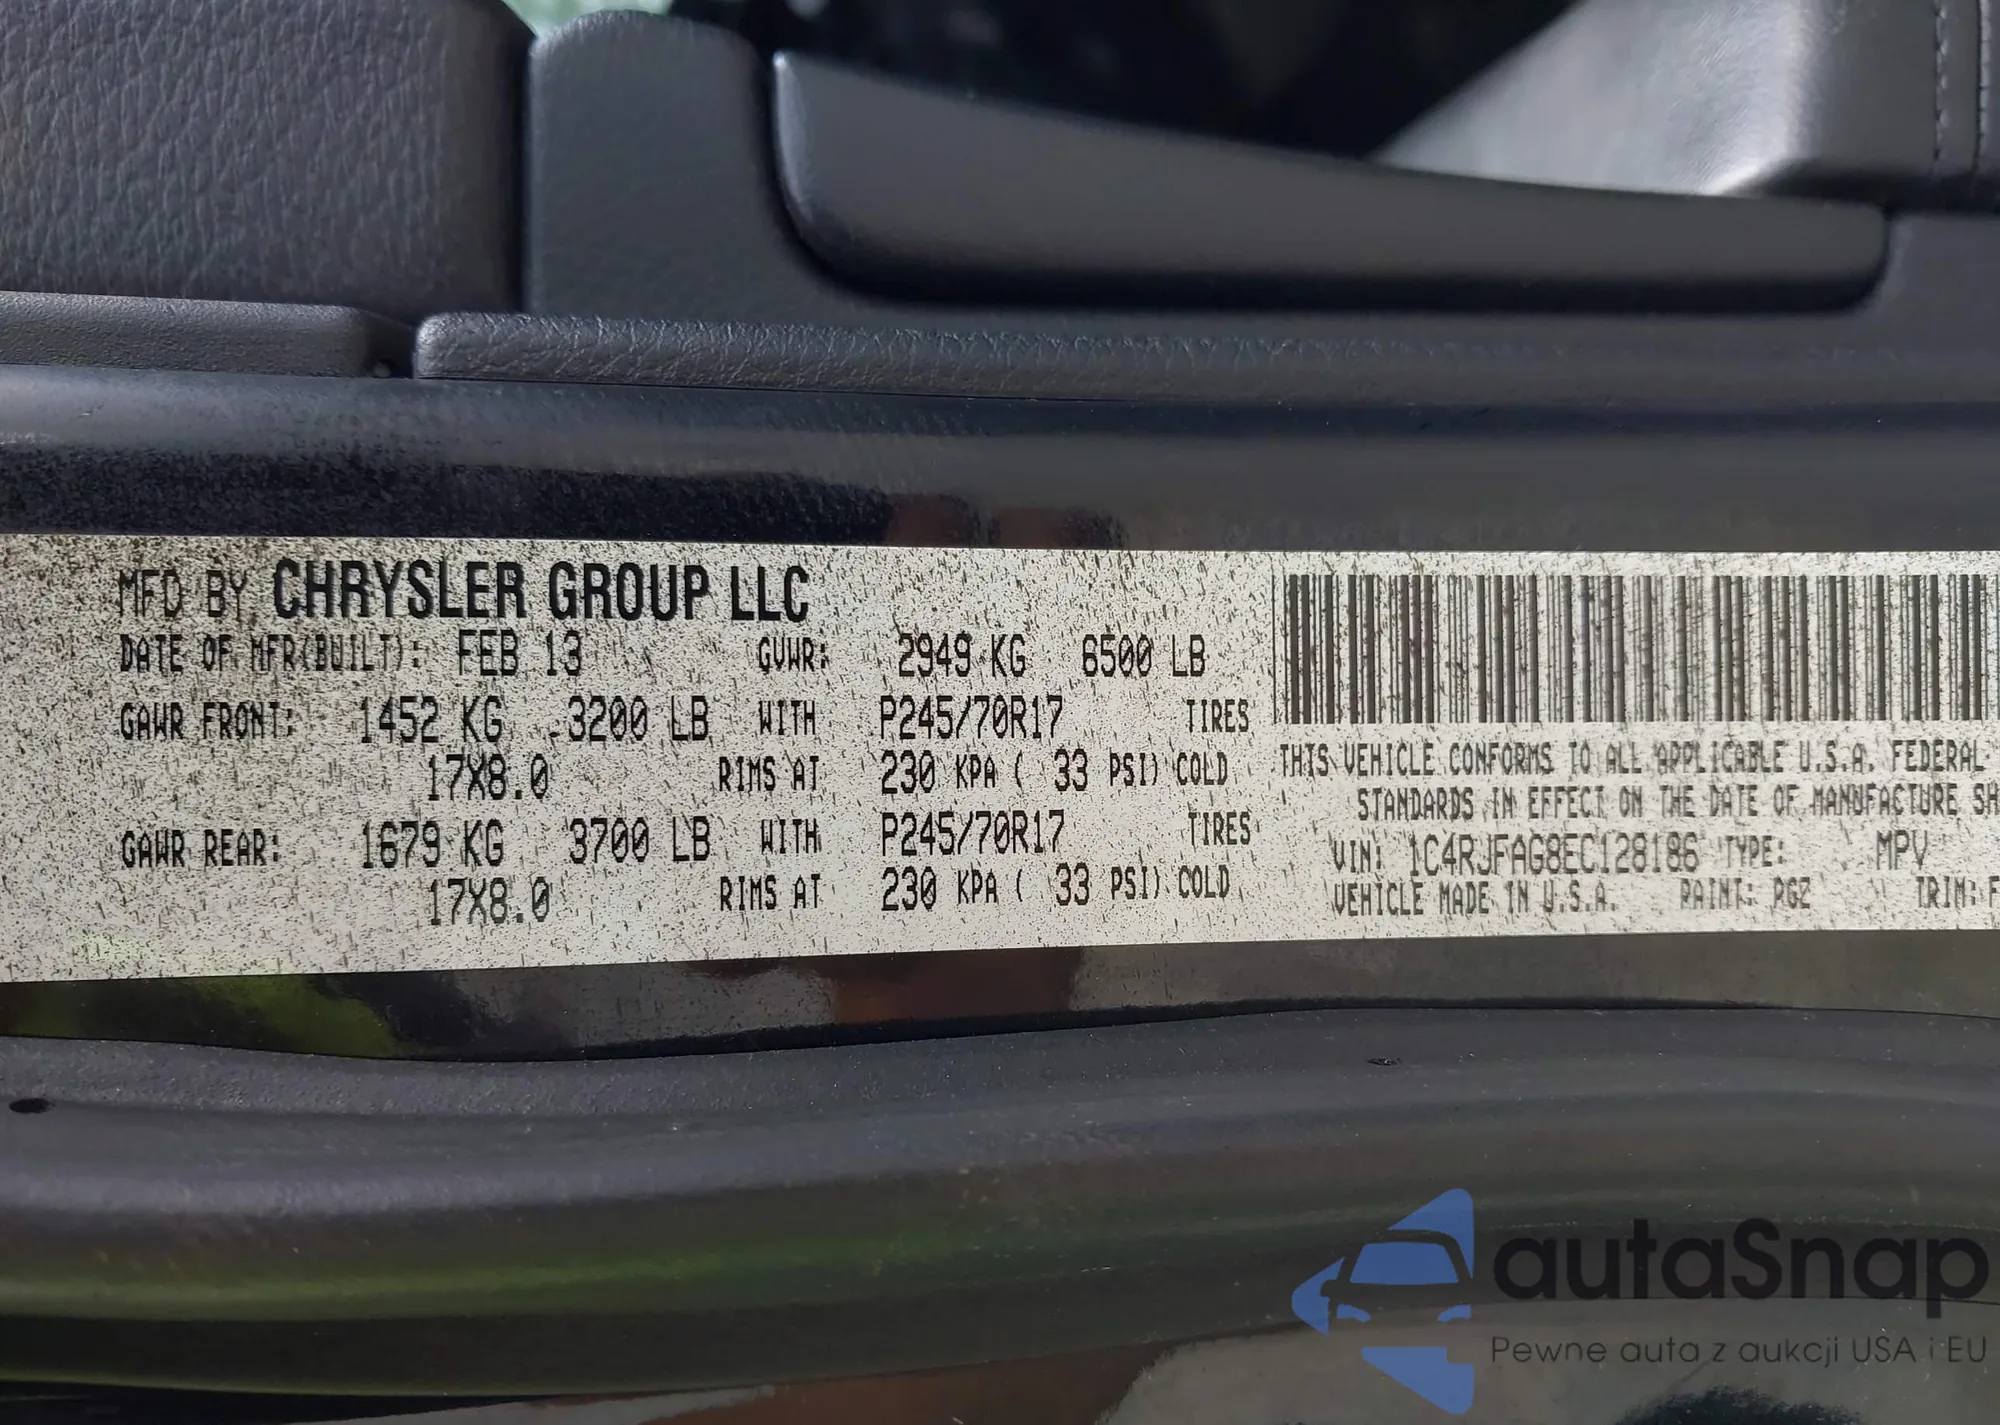 MFD BY CHRYSLER GROUP LLC
DATE OF MFR(BUILT): FEB 13 GVWR: 2949 KG 6500 LB
GAWR FRONT: 1452 KG 3200 LB WITH P245/70R17 TIRES
17X8.0 RIMS AT 230 KPA ( 33 PSI) COLD
GAWR REAR: 1679 KG 3700 LB WITH P245/70R17 TIRES
17X8.0 RIMS AT 230 KPA ( 33 PSI) COLD
THIS VEHICLE CONFORMS TO ALL APPLICABLE U.S.A. FEDERAL
STANDARDS IN EFFECT ON THE DATE OF MANUFACTURE SH
VIN: 1C4RJFAG8EC128186 TYPE: MPV
VEHICLE MADE IN U.S.A. PAINT: RGZ TRIM: F
autaSnap
Pewne auta z aukcji USA i EU